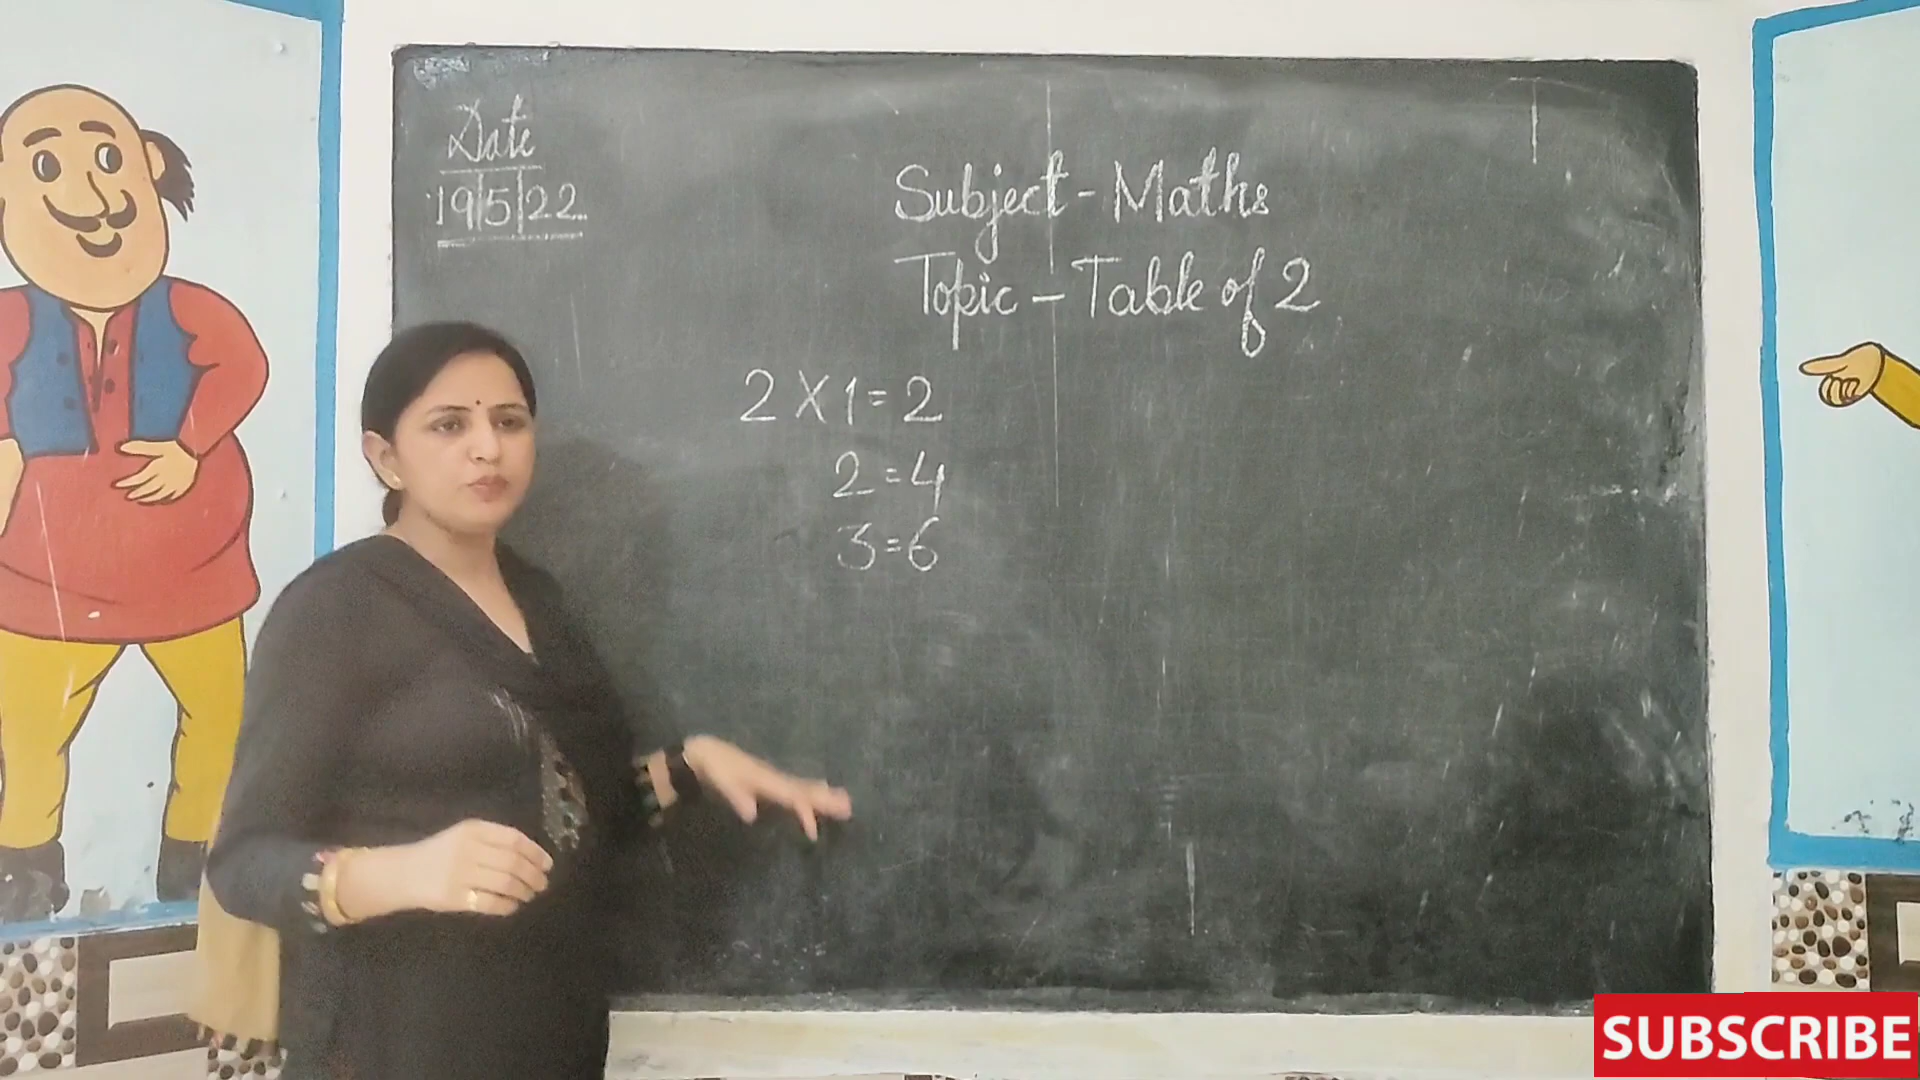 Date
19/5/22
Subject - Maths
Topic - Table of 2
2 X 1 = 2
2 = 4
3 = 6
SUBSCRIBE